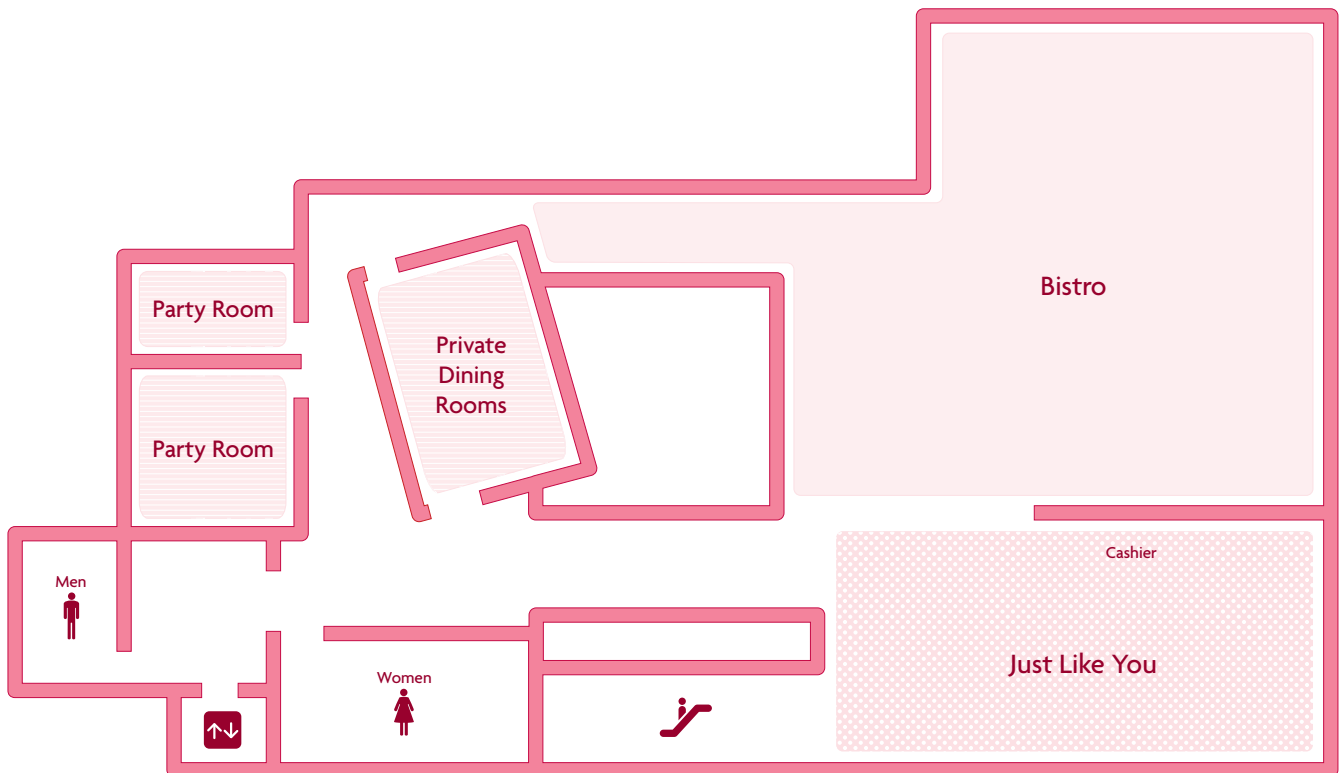 Bistro
Party Room
Private
Dining
Rooms
Party Room
Cashier
Men
Just Like You
Women